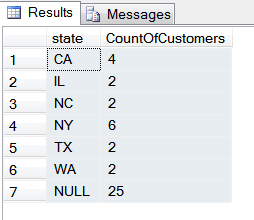 Results Messages
state CountOfCustomers
1 CA 4
2 IL 2
3 NC 2
4 NY 6
5 TX 2
6 WA 2
7 NULL 25